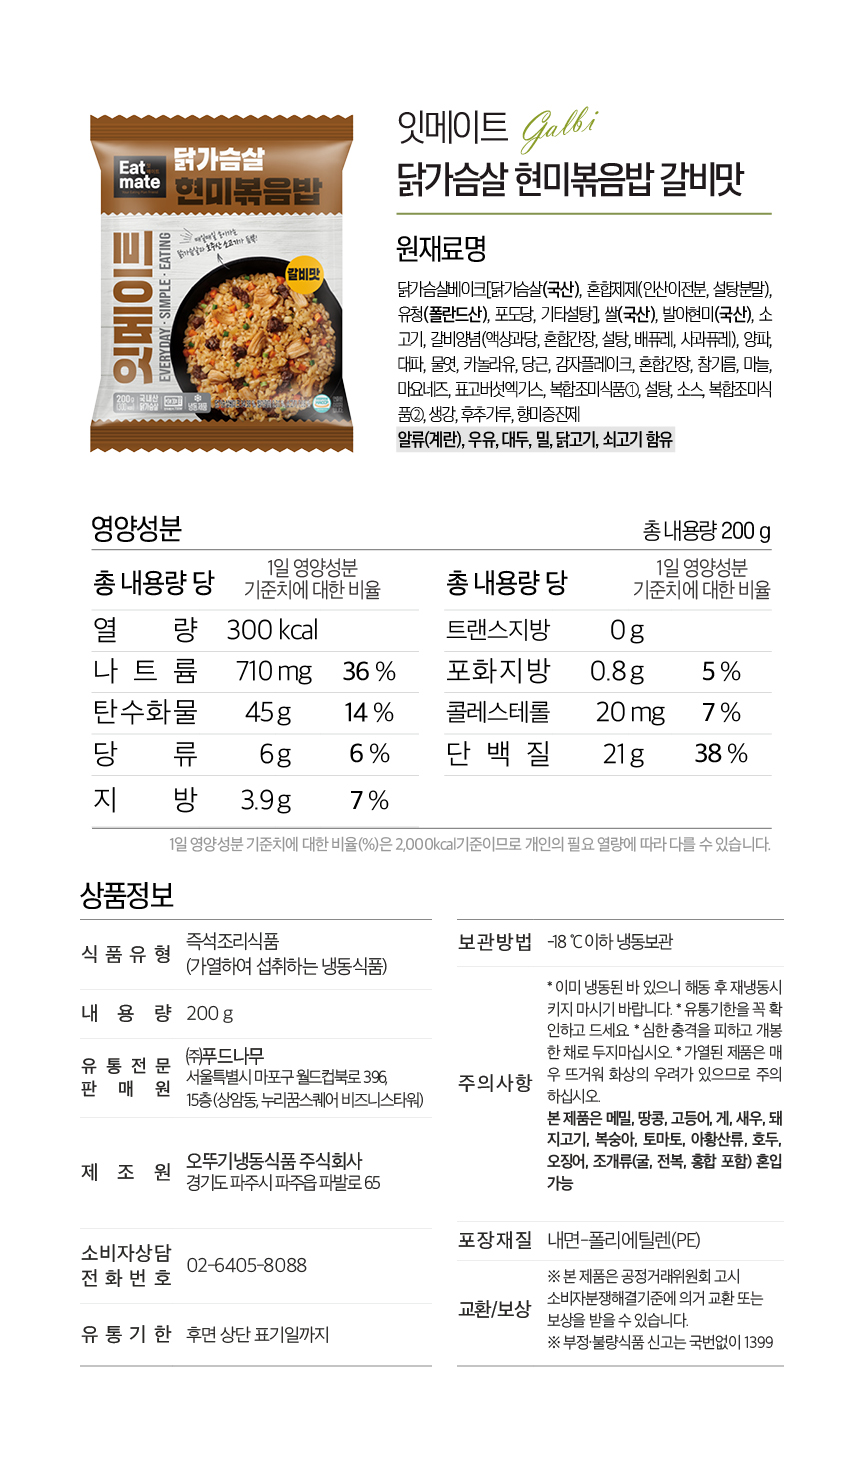 잇메이트 Galbi
닭가슴살 현미볶음밥 갈비맛
Eat
mate
닭가슴살
현미볶음밥
잇메이트
EVERYDAY · SIMPLE · EATING
갈비맛
200g
국내산
닭가슴살
냉동제품
원재료명
닭가슴살베이크[닭가슴살(국산), 혼합제제(인산이전분, 설탕분말),
유청(폴란드산), 포도당, 기타설탕], 쌀(국산), 발아현미(국산), 소
고기, 갈비양념(액상과당, 혼합간장, 설탕, 배퓨레, 사과퓨레), 양파,
대파, 물엿, 카놀라유, 당근, 감자플레이크, 혼합간장, 참기름, 마늘,
마요네즈, 표고버섯엑기스, 복합조미식품①, 설탕, 소스, 복합조미식
품②, 생강, 후추가루, 향미증진제
알류(계란), 우유, 대두, 밀, 닭고기, 쇠고기 함유
영양성분 총 내용량 200 g
총 내용량 당 1일 영양성분
기준치에 대한 비율
열 량 300 kcal
나 트 륨 710 mg 36 %
탄수화물 45 g 14 %
당 류 6 g 6 %
지 방 3.9 g 7 %
총 내용량 당 1일 영양성분
기준치에 대한 비율
트랜스지방 0 g
포화지방 0.8 g 5 %
콜레스테롤 20 mg 7 %
단 백 질 21 g 38 %
1일 영양성분 기준치에 대한 비율(%)은 2,000kcal기준이므로 개인의 필요 열량에 따라 다를 수 있습니다.
상품정보
식 품 유 형 즉석조리식품
(가열하여 섭취하는 냉동식품)
내 용 량 200 g
유 통 전 문
판 매 원
㈜푸드나무
서울특별시 마포구 월드컵북로 396,
15층 (상암동, 누리꿈스퀘어 비즈니스타워)
제 조 원 오뚜기냉동식품 주식회사
경기도 파주시 파주읍 파발로 65
소비자상담
전 화 번 호
02-6405-8088
유 통 기 한 후면 상단 표기일까지
보관방법 -18 ℃ 이하 냉동보관
주의사항
* 이미 냉동된 바 있으니 해동 후 재냉동시
키지 마시기 바랍니다. * 유통기한을 꼭 확
인하고 드세요. * 심한 충격을 피하고 개봉
한 채로 두지마십시오. * 가열된 제품은 매
우 뜨거워 화상의 우려가 있으므로 주의
하십시오.
본 제품은 메밀, 땅콩, 고등어, 게, 새우, 돼
지고기, 복숭아, 토마토, 아황산류, 호두,
오징어, 조개류(굴, 전복, 홍합 포함) 혼입
가능
포장재질 내면-폴리에틸렌(PE)
교환/보상
※ 본 제품은 공정거래위원회 고시
소비자분쟁해결기준에 의거 교환 또는
보상을 받을 수 있습니다.
※ 부정·불량식품 신고는 국번없이 1399